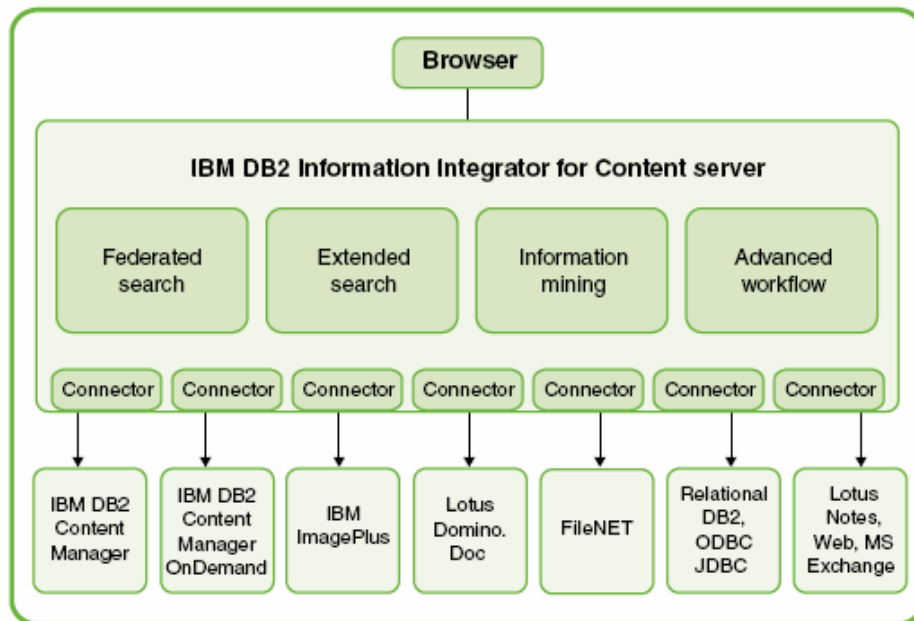 Browser
IBM DB2 Information Integrator for Content server
Federated
search
Extended
search
Information
mining
Advanced
workflow
Connector
Connector
Connector
Connector
Connector
Connector
Connector
IBM DB2
Content
Manager
IBM DB2
Content
Manager
OnDemand
IBM
ImagePlus
Lotus
Domino.
Doc
FileNET
Relational
DB2,
ODBC
JDBC
Lotus
Notes,
Web, MS
Exchange